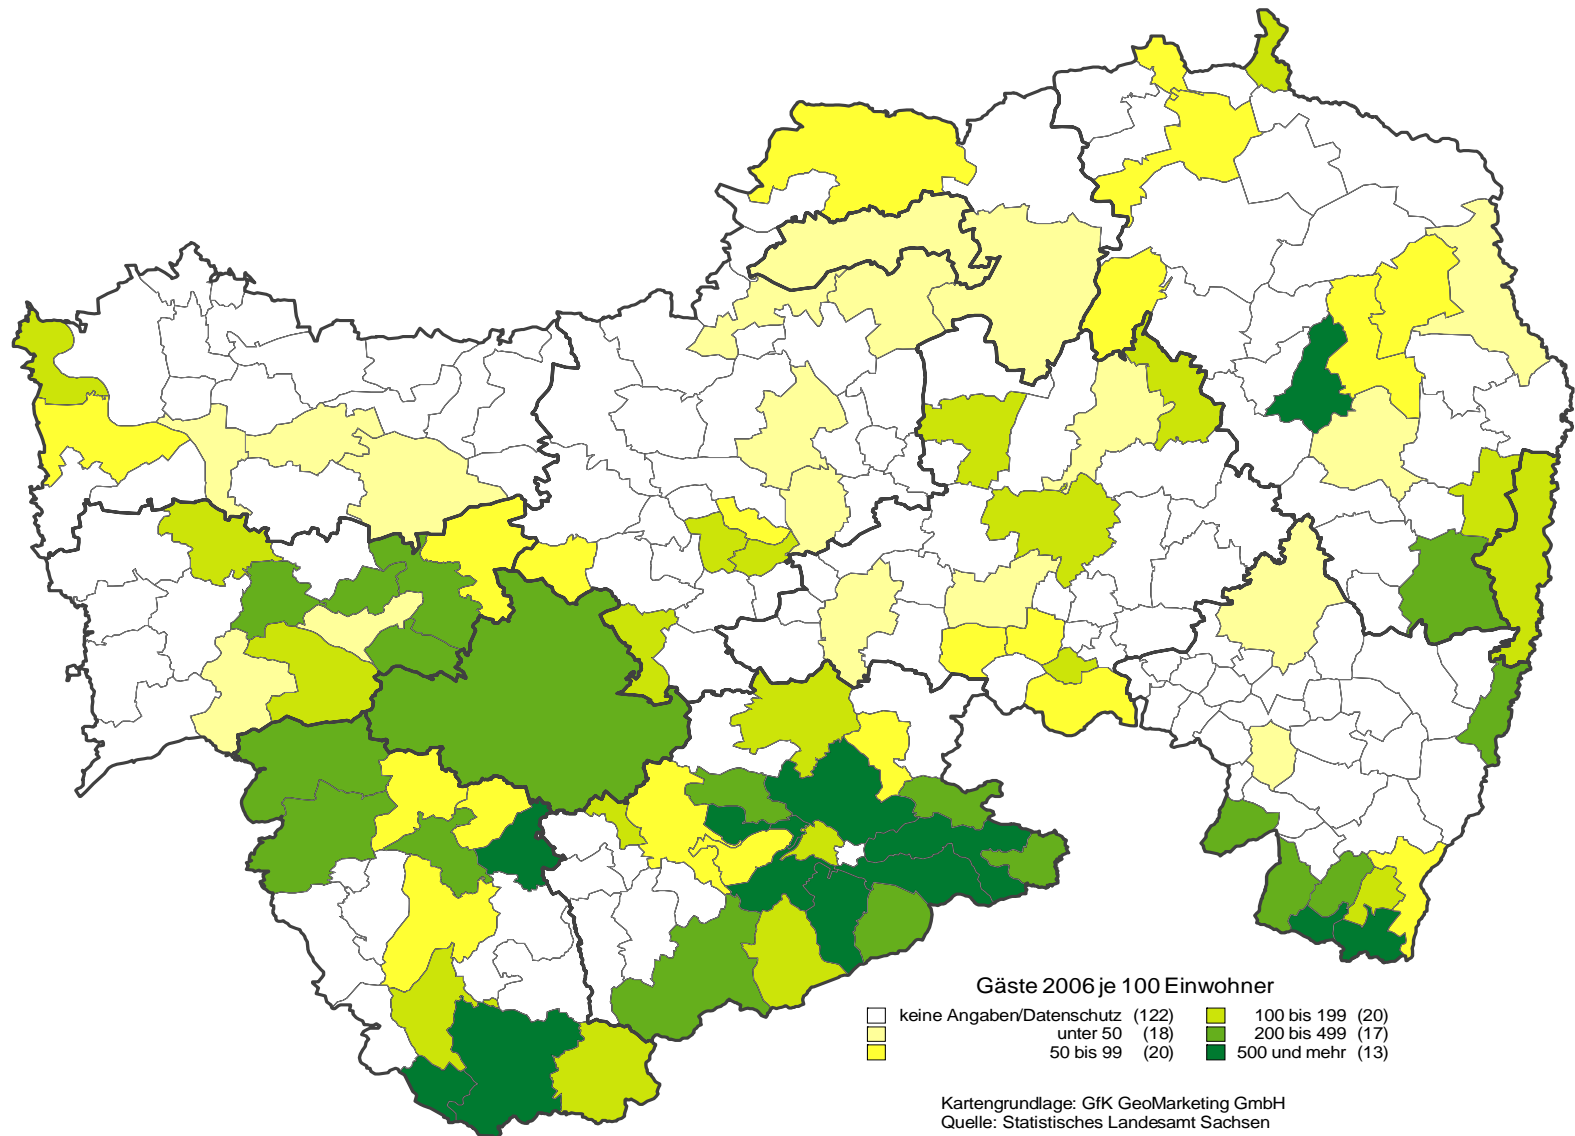 Gäste 2006 je 100 Einwohner
keine Angaben/Datenschutz (122)
unter 50 (18)
50 bis 99 (20)
100 bis 199 (20)
200 bis 499 (17)
500 und mehr (13)
Kartengrundlage: GfK GeoMarketing GmbH
Quelle: Statistisches Landesamt Sachsen